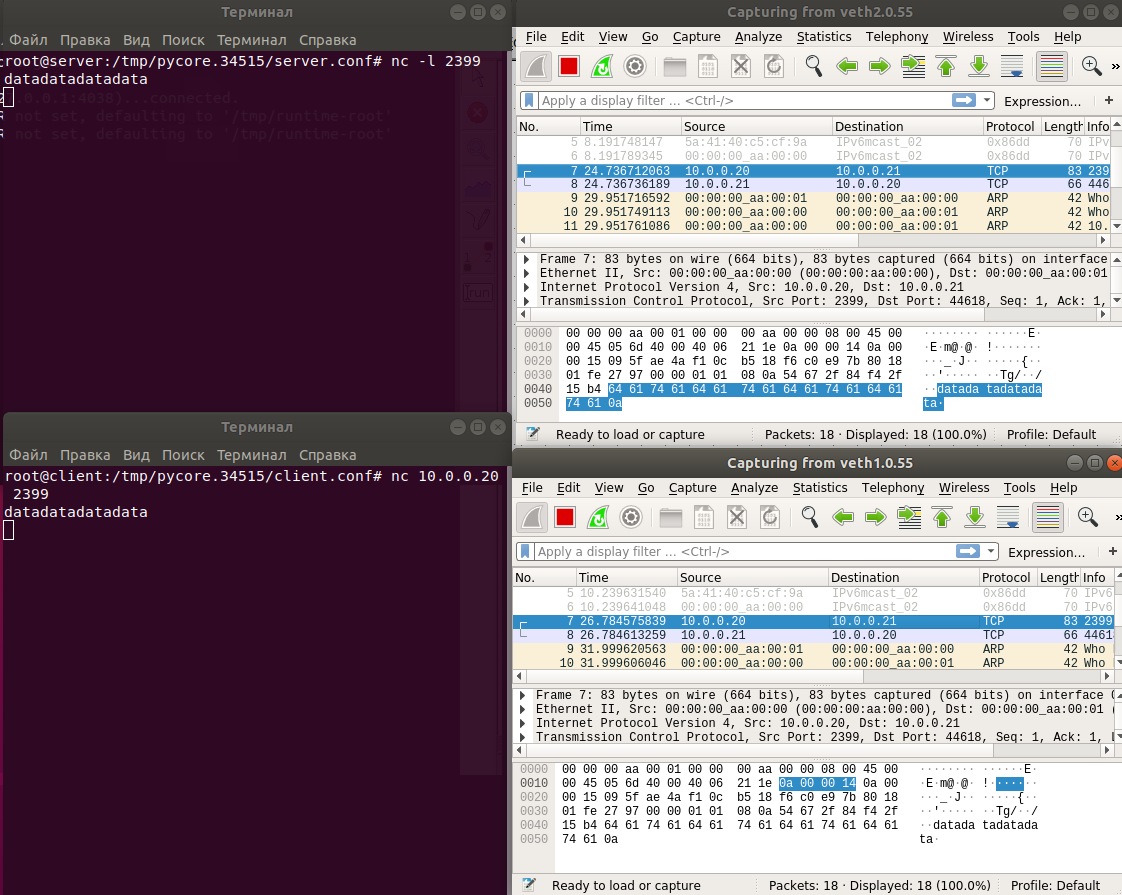 Терминал
Файл Правка Вид Поиск Терминал Справка
root@server:/tmp/pycore.34515/server.conf# nc -l 2399
datadatadatadata
.0.0.1:4038)...connected.
not set, defaulting to '/tmp/runtime-root'
not set, defaulting to '/tmp/runtime-root'
run
Терминал
Файл Правка Вид Поиск Терминал Справка
root@client:/tmp/pycore.34515/client.conf# nc 10.0.0.20
2399
datadatadatadata
Capturing from veth2.0.55
File Edit View Go Capture Analyze Statistics Telephony Wireless Tools Help
Apply a display filter ... <Ctrl-/> Expression... +
No. Time Source Destination Protocol Length Info
5 8.191748147 5a:41:40:c5:cf:9a IPv6mcast_02 0x86dd 70 IPv
6 8.191789345 00:00:00_aa:00:00 IPv6mcast_02 0x86dd 70 IPv
7 24.736712063 10.0.0.20 10.0.0.21 TCP 83 239
8 24.736736189 10.0.0.21 10.0.0.20 TCP 66 446
9 29.951716592 00:00:00_aa:00:01 00:00:00_aa:00:00 ARP 42 Who
10 29.951749113 00:00:00_aa:00:00 00:00:00_aa:00:01 ARP 42 Who
11 29.951761086 00:00:00_aa:00:00 00:00:00_aa:00:01 ARP 42 10.
Frame 7: 83 bytes on wire (664 bits), 83 bytes captured (664 bits) on interface
Ethernet II, Src: 00:00:00_aa:00:00 (00:00:00:aa:00:00), Dst: 00:00:00_aa:00:01
Internet Protocol Version 4, Src: 10.0.0.20, Dst: 10.0.0.21
Transmission Control Protocol, Src Port: 2399, Dst Port: 44618, Seq: 1, Ack: 1,
0000 00 00 00 aa 00 01 00 00 00 aa 00 00 08 00 45 00 ········ ······E·
0010 00 45 05 6d 40 00 40 06 21 1e 0a 00 00 14 0a 00 ·E·m@·@· !·······
0020 00 15 09 5f ae 4a f1 0c b5 18 f6 c0 e9 7b 80 18 ···_·J·· ·····{··
0030 01 fe 27 97 00 00 01 01 08 0a 54 67 2f 84 f4 2f ··'····· ··Tg/··/
0040 15 b4 64 61 74 61 64 61 74 61 64 61 74 61 64 61 ··datada tadatada
0050 74 61 0a ta·
Ready to load or capture Packets: 18 · Displayed: 18 (100.0%) Profile: Default
Capturing from veth1.0.55
File Edit View Go Capture Analyze Statistics Telephony Wireless Tools Help
Apply a display filter ... <Ctrl-/> Expression... +
No. Time Source Destination Protocol Length Info
5 10.239631540 5a:41:40:c5:cf:9a IPv6mcast_02 0x86dd 70 IPv6
6 10.239641048 00:00:00_aa:00:00 IPv6mcast_02 0x86dd 70 IPv6
7 26.784575839 10.0.0.20 10.0.0.21 TCP 83 2399
8 26.784613259 10.0.0.21 10.0.0.20 TCP 66 4461
9 31.999620563 00:00:00_aa:00:01 00:00:00_aa:00:00 ARP 42 Who
10 31.999606046 00:00:00_aa:00:00 00:00:00_aa:00:01 ARP 42 Who
Frame 7: 83 bytes on wire (664 bits), 83 bytes captured (664 bits) on interface 0
Ethernet II, Src: 00:00:00_aa:00:00 (00:00:00:aa:00:00), Dst: 00:00:00_aa:00:01 (
Internet Protocol Version 4, Src: 10.0.0.20, Dst: 10.0.0.21
Transmission Control Protocol, Src Port: 2399, Dst Port: 44618, Seq: 1, Ack: 1, L
0000 00 00 00 aa 00 01 00 00 00 aa 00 00 08 00 45 00 ········ ······E·
0010 00 45 05 6d 40 00 40 06 21 1e 0a 00 00 14 0a 00 ·E·m@·@· !·······
0020 00 15 09 5f ae 4a f1 0c b5 18 f6 c0 e9 7b 80 18 ···_·J·· ·····{··
0030 01 fe 27 97 00 00 01 01 08 0a 54 67 2f 84 f4 2f ··'····· ··Tg/··/
0040 15 b4 64 61 74 61 64 61 74 61 64 61 74 61 64 61 ··datada tadatada
0050 74 61 0a ta·
Ready to load or capture Packets: 18 · Displayed: 18 (100.0%) Profile: Default